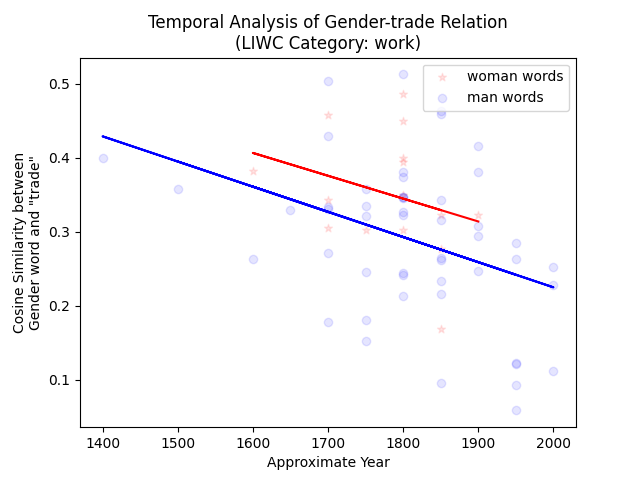 Temporal Analysis of Gender-trade Relation
(LIWC Category: work)
woman words
man words
Cosine Similarity between
Gender word and "trade"
0.5
0.4
0.3
0.2
0.1
1400 1500 1600 1700 1800 1900 2000
Approximate Year